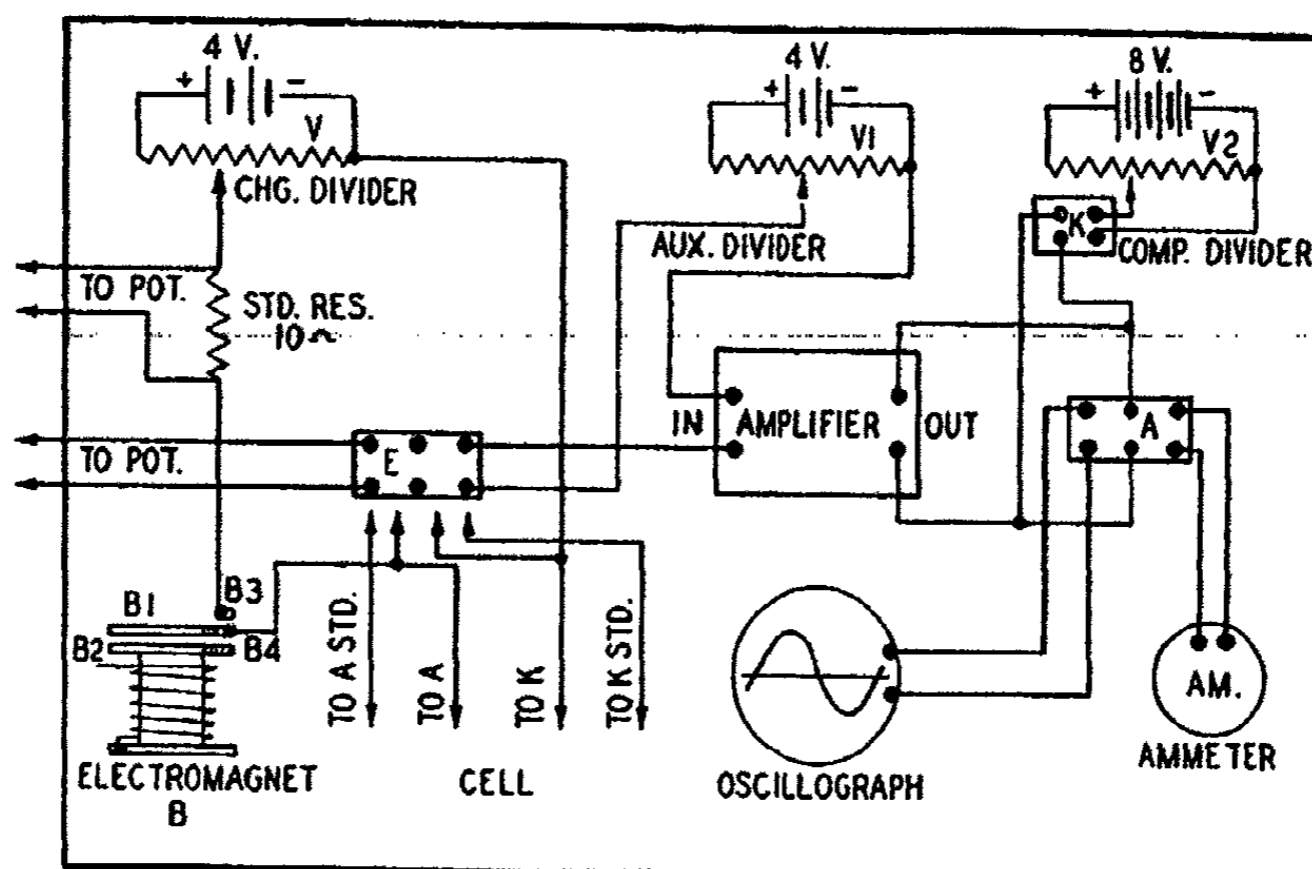 4 V.
4 V.
8 V.
+ -
+ -
+ -
V
V1
V2
CHG. DIVIDER
AUX. DIVIDER
K
COMP. DIVIDER
TO POT.
STD. RES.
10 ~
IN AMPLIFIER OUT
A
TO POT.
E
B3
B1
B2
B4
TO A STD.
TO A
TO K
TO K STD.
AM.
AMMETER
ELECTROMAGNET
B
CELL
OSCILLOGRAPH